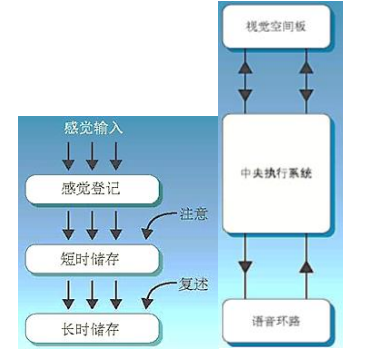 感觉输入
感觉登记
注意
短时储存
复述
长时储存
视觉空间板
中央执行系统
语音环路